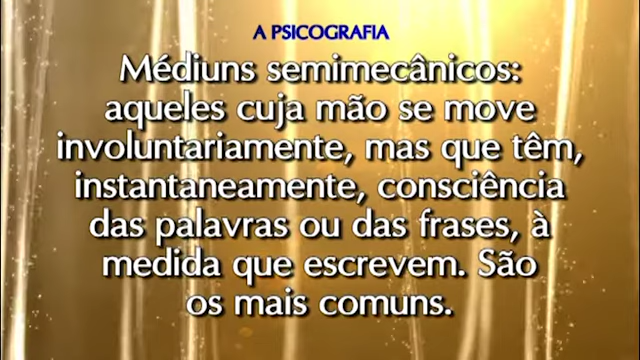 A PSICOGRAFIA
Médiuns semimecânicos:
aqueles cuja mão se move
involuntariamente, mas que têm,
instantaneamente, consciência
das palavras ou das frases, à
medida que escrevem. São
os mais comuns.